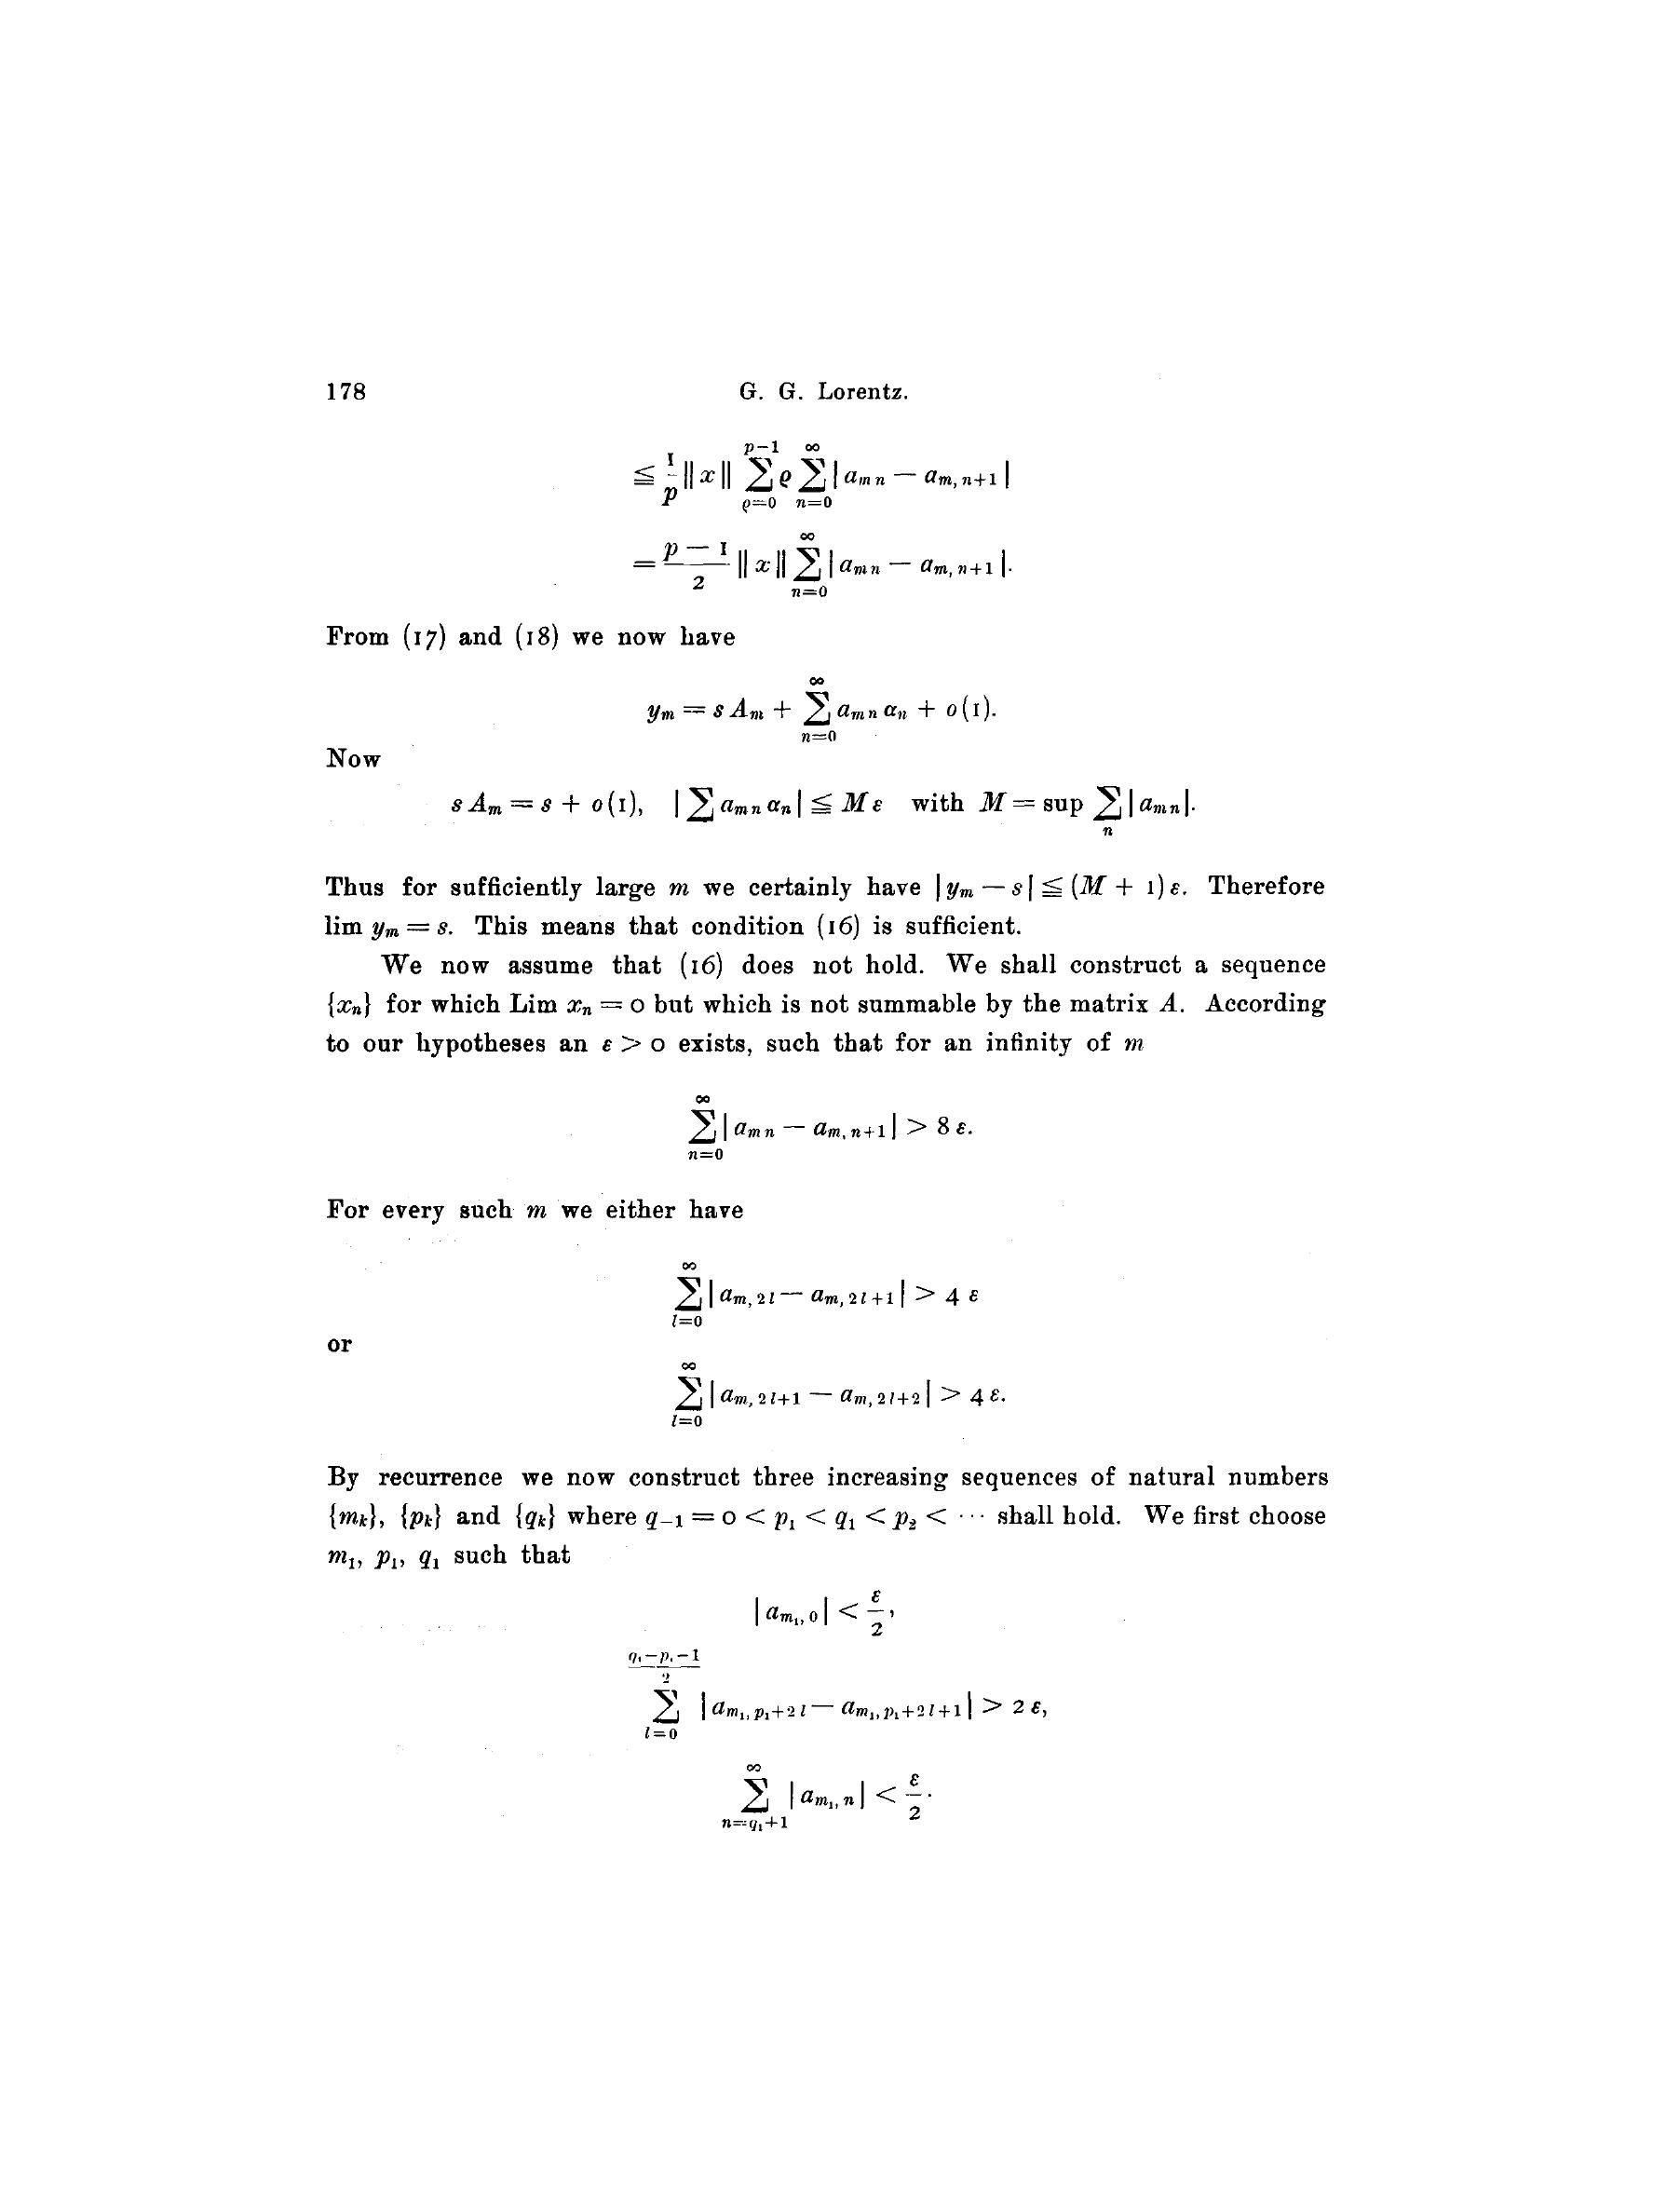 178 G. G. Lorentz.
$\leqq \frac{1}{p} \| x \| \sum_{\varrho=0}^{p-1} \varrho \sum_{n=0}^{\infty} | a_{mn} - a_{m,n+1} |$
$= \frac{p-1}{2} \| x \| \sum_{n=0}^{\infty} | a_{mn} - a_{m,n+1} |.$
From (17) and (18) we now have
$y_m = s A_m + \sum_{n=0}^{\infty} a_{mn} \alpha_n + o(1).$
Now
$s A_m = s + o(1), \quad | \sum a_{mn} \alpha_n | \leqq M \varepsilon \quad \text{with } M = \sup \sum_{n} | a_{mn} |.$
Thus for sufficiently large $m$ we certainly have $| y_m - s | \leqq (M + 1) \varepsilon$. Therefore
$\lim y_m = s$. This means that condition (16) is sufficient.
We now assume that (16) does not hold. We shall construct a sequence
$\{x_n\}$ for which Lim $x_n = 0$ but which is not summable by the matrix $A$. According
to our hypotheses an $\varepsilon > 0$ exists, such that for an infinity of $m$
$\sum_{n=0}^{\infty} | a_{mn} - a_{m,n+1} | > 8 \varepsilon.$
For every such $m$ we either have
$\sum_{l=0}^{\infty} | a_{m,2l} - a_{m,2l+1} | > 4 \varepsilon$
or
$\sum_{l=0}^{\infty} | a_{m,2l+1} - a_{m,2l+2} | > 4 \varepsilon.$
By recurrence we now construct three increasing sequences of natural numbers
$\{m_k\}$, $\{p_k\}$ and $\{q_k\}$ where $q_{-1} = 0 < p_1 < q_1 < p_2 < \cdots$ shall hold. We first choose
$m_1, p_1, q_1$ such that
$| a_{m_1,0} | < \frac{\varepsilon}{2},$
$\sum_{l=0}^{\frac{q_1-p_1-1}{2}} | a_{m_1,p_1+2l} - a_{m_1,p_1+2l+1} | > 2 \varepsilon,$
$\sum_{n=q_1+1}^{\infty} | a_{m_1,n} | < \frac{\varepsilon}{2}.$